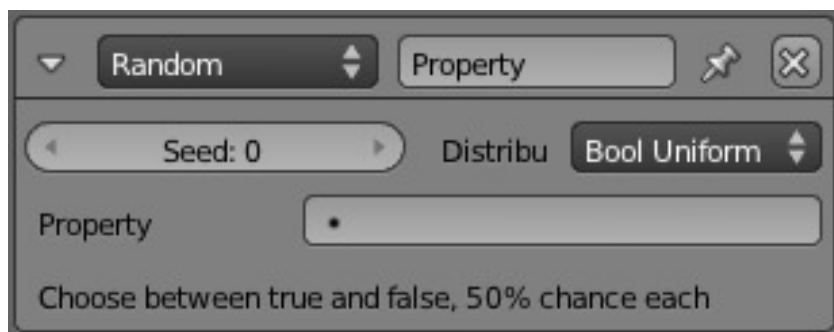 Random Property
Seed: 0 Distribu Bool Uniform
Property
Choose between true and false, 50% chance each